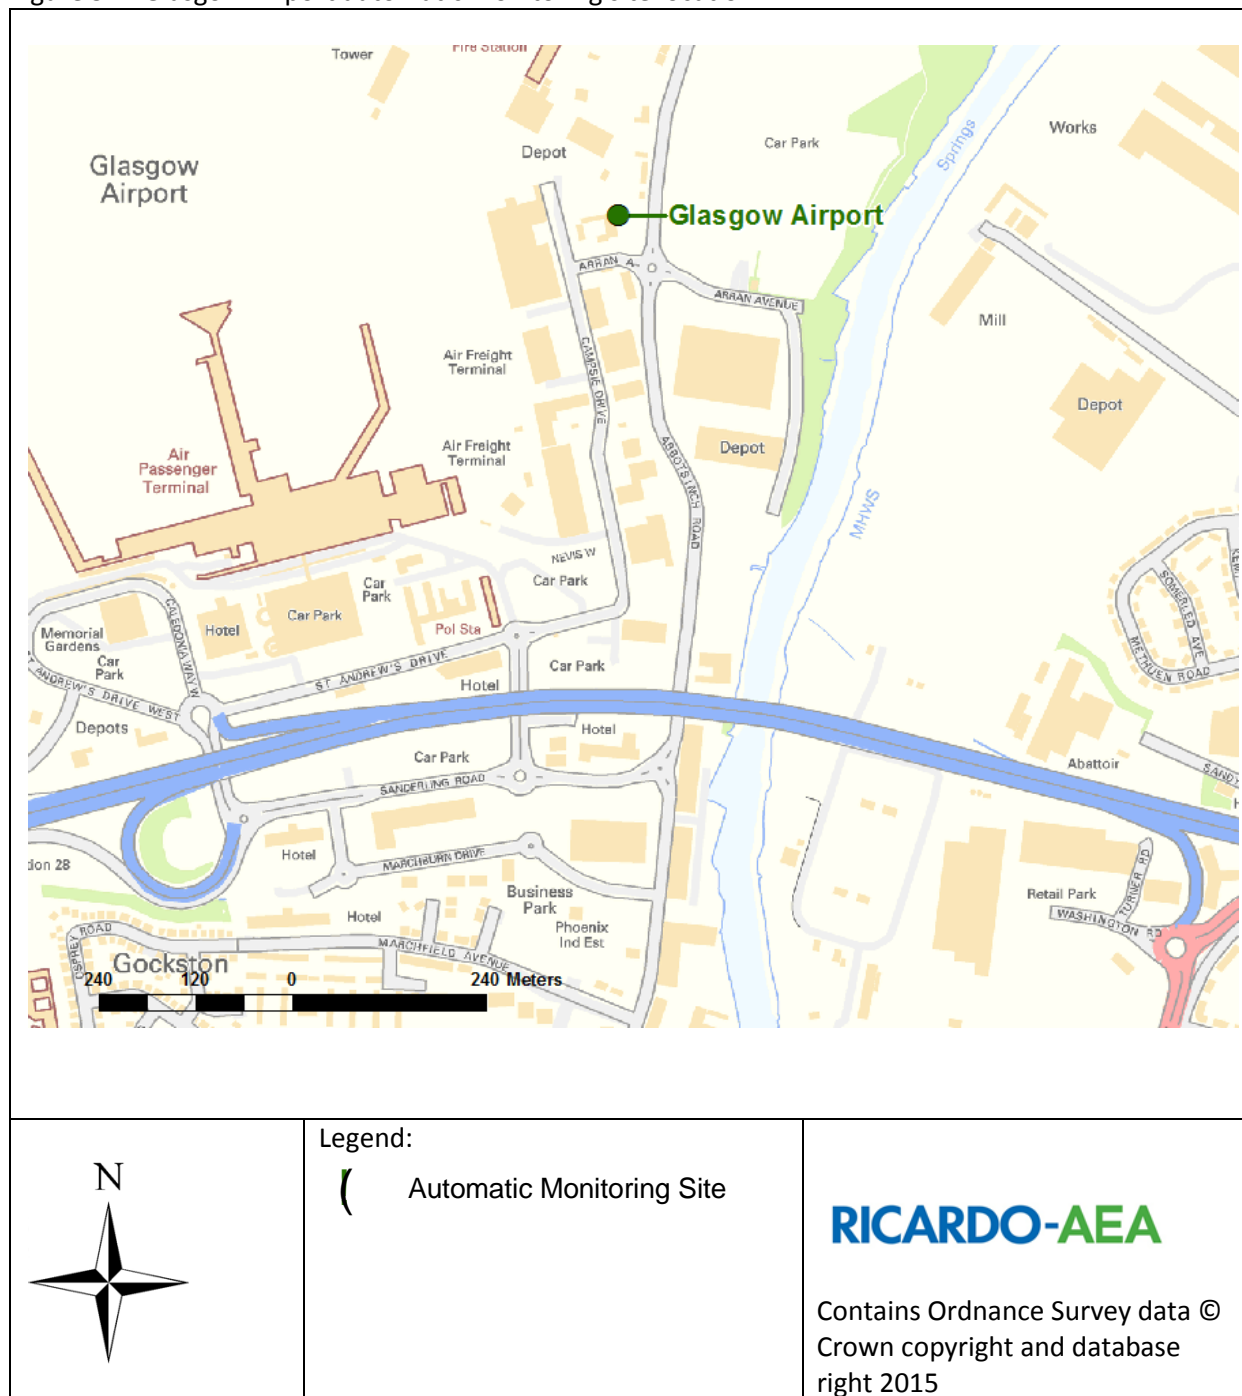 Tower
Fire Station
Glasgow
Airport
Depot
Car Park
Springs
Works
Glasgow Airport
ARRAN A
ARRAN AVENUE
Mill
Air Freight
Terminal
CAMPSIE DRIVE
Depot
Air
Passenger
Terminal
Air Freight
Terminal
ABBOTSINCH ROAD
Depot
MHWS
NEVIS W
Car Park
Car
Park
Car Park
Hotel
Pol Sta
CALEDONIA WAY W
Memorial
Gardens
Car
Park
ST ANDREW'S DRIVE
ANDREW'S DRIVE WEST
Hotel
Car Park
SOMERLED AVE
METHUEN ROAD
Depots
Hotel
Car Park
SANDERLING ROAD
Abattoir
Hotel
MARCHBURN DRIVE
Business
Park
Hotel
Phoenix
Ind Est
MARCHFIELD AVENUE
OSPREY ROAD
Gockston
Retail Park
TURNER RD
WASHINGTON RD
240 120 0 240 Meters
N
Legend:
Automatic Monitoring Site
RICARDO-AEA
Contains Ordnance Survey data ©
Crown copyright and database
right 2015